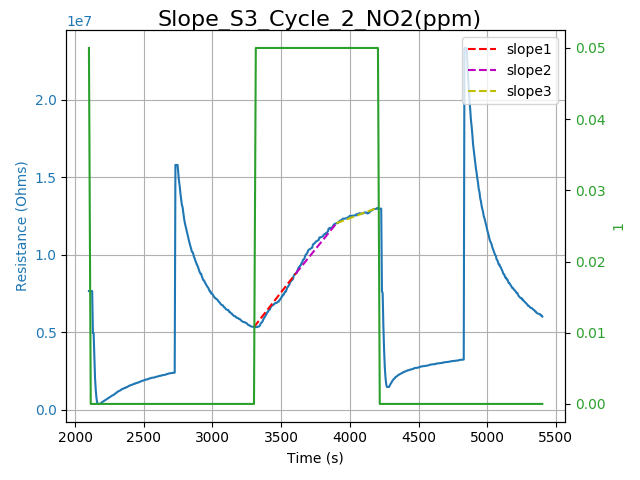 Slope_S3_Cycle_2_NO2(ppm)
1e7
slope1
slope2
slope3
2.0
1.5
1.0
0.5
0.0
Resistance (Ohms)
0.05
0.04
0.03
0.02
0.01
0.00
1
2000 2500 3000 3500 4000 4500 5000 5500
Time (s)